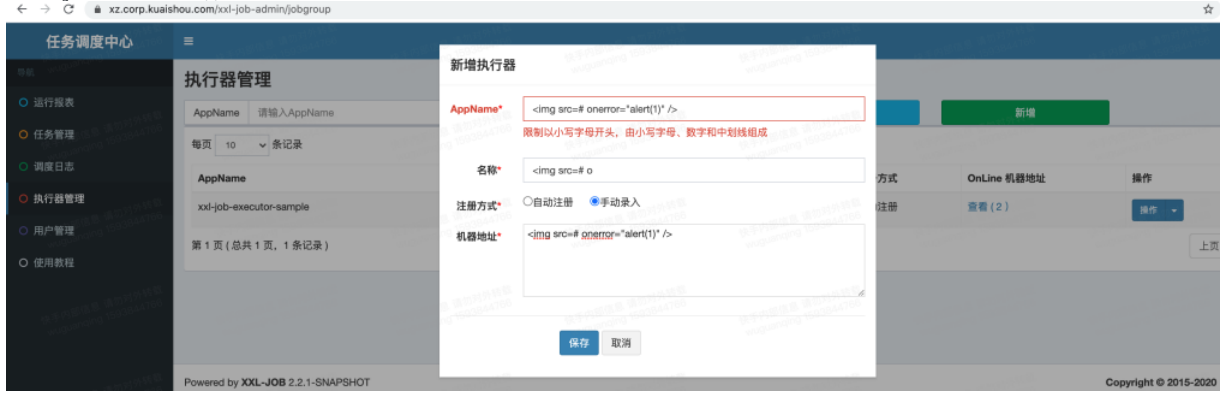 xz.corp.kuaishou.com/xxl-job-admin/jobgroup
任务调度中心
导航
运行报表
任务管理
调度日志
执行器管理
用户管理
使用教程
执行器管理
AppName 请输入AppName
新增
每页 10 条记录
AppName
方式 OnLine 机器地址 操作
xxl-job-executor-sample
注册 查看 ( 2 ) 操作
第 1 页 ( 总共 1 页，1 条记录 )
上页
新增执行器
AppName* <img src=# onerror="alert(1)" />
限制以小写字母开头，由小写字母、数字和中划线组成
名称* <img src=# o
注册方式* 自动注册 手动录入
机器地址* <img src=# onerror="alert(1)" />
保存 取消
Powered by XXL-JOB 2.2.1-SNAPSHOT
Copyright © 2015-2020